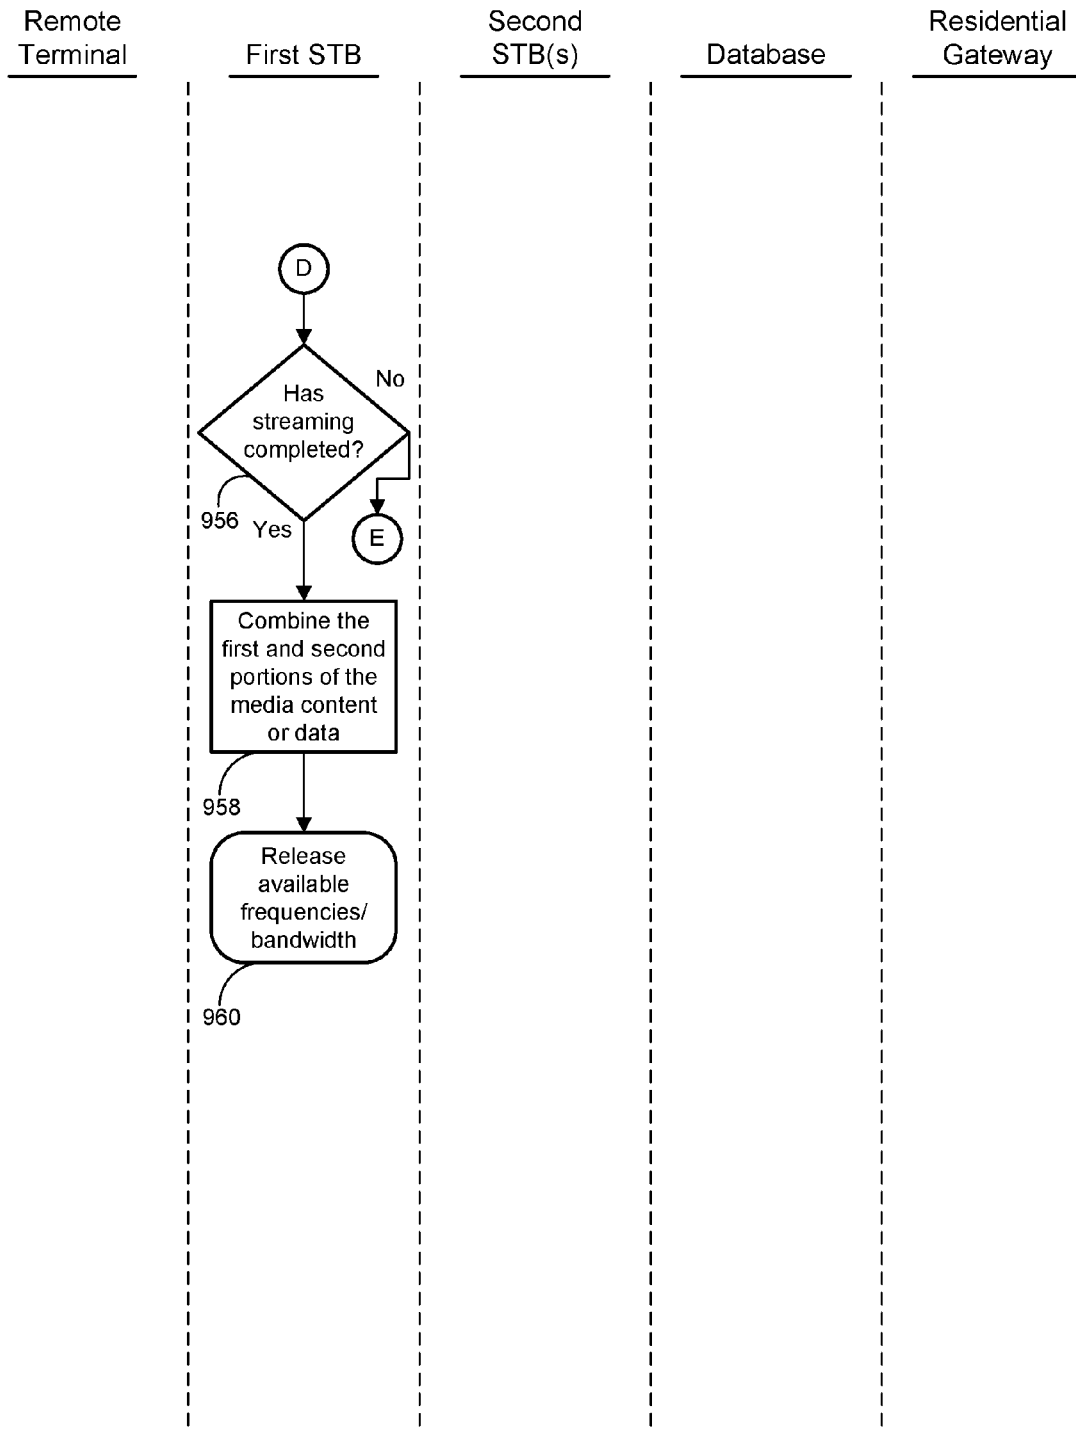 Remote
Terminal
First STB
Second
STB(s)
Database
Residential
Gateway
D
Has
streaming
completed?
No
956
Yes
E
Combine the
first and second
portions of the
media content
or data
958
Release
available
frequencies/
bandwidth
960